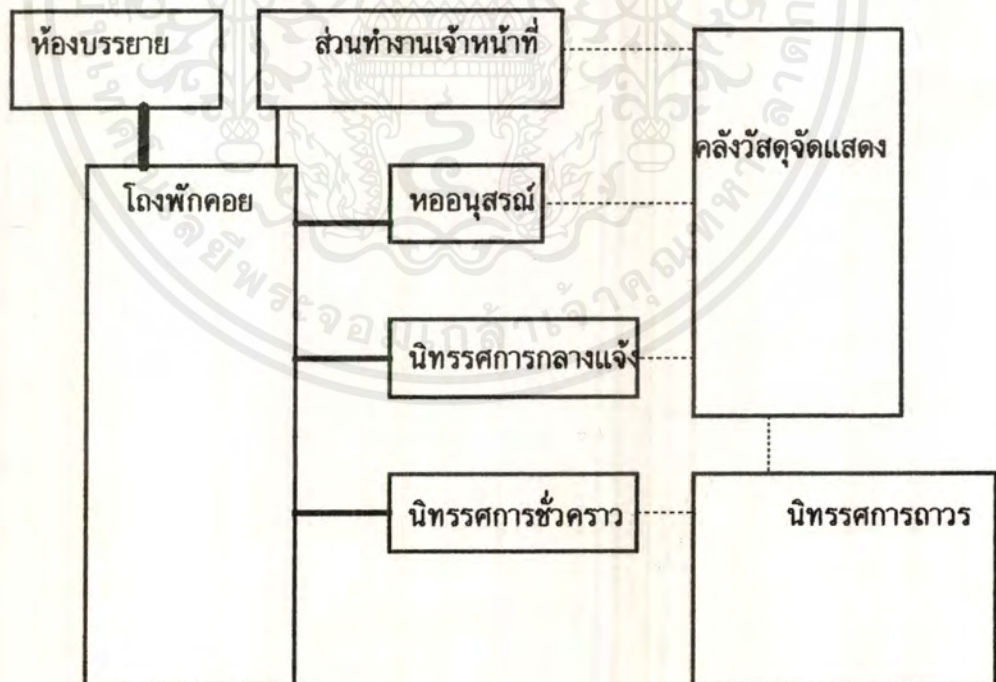 ห้องบรรยาย
ส่วนทำงานเจ้าหน้าที่
คลังวัสดุจัดแสดง
โถงพักคอย
หออนุสรณ์
นิทรรศการกลางแจ้ง
นิทรรศการชั่วคราว
นิทรรศการถาวร